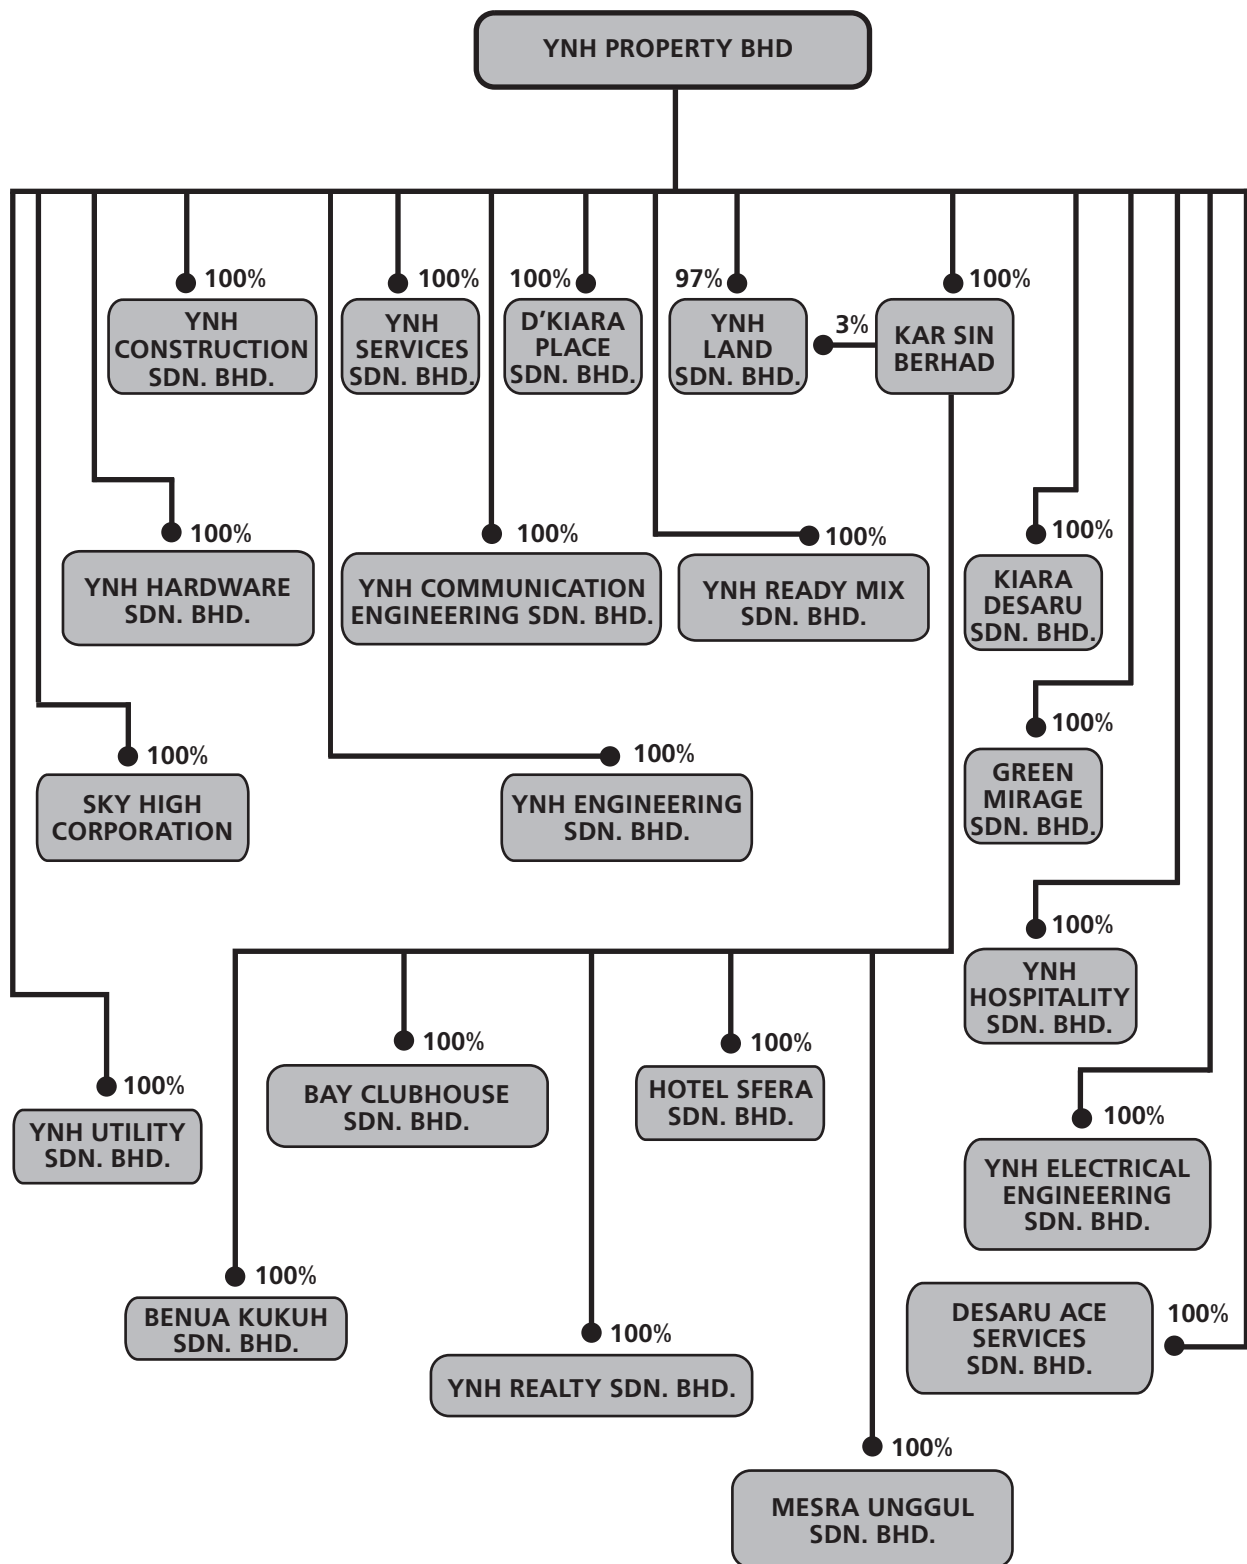 YNH PROPERTY BHD
100%
YNH
CONSTRUCTION
SDN. BHD.
100%
YNH
SERVICES
SDN. BHD.
100%
D’KIARA
PLACE
SDN. BHD.
97%
YNH
LAND
SDN. BHD.
3%
100%
KAR SIN
BERHAD
100%
YNH HARDWARE
SDN. BHD.
100%
YNH COMMUNICATION
ENGINEERING SDN. BHD.
100%
YNH READY MIX
SDN. BHD.
100%
KIARA
DESARU
SDN. BHD.
100%
SKY HIGH
CORPORATION
100%
YNH ENGINEERING
SDN. BHD.
100%
GREEN
MIRAGE
SDN. BHD.
100%
YNH
HOSPITALITY
SDN. BHD.
100%
YNH UTILITY
SDN. BHD.
100%
BAY CLUBHOUSE
SDN. BHD.
100%
HOTEL SFERA
SDN. BHD.
100%
YNH ELECTRICAL
ENGINEERING
SDN. BHD.
100%
BENUA KUKUH
SDN. BHD.
100%
YNH REALTY SDN. BHD.
100%
DESARU ACE
SERVICES
SDN. BHD.
100%
MESRA UNGGUL
SDN. BHD.